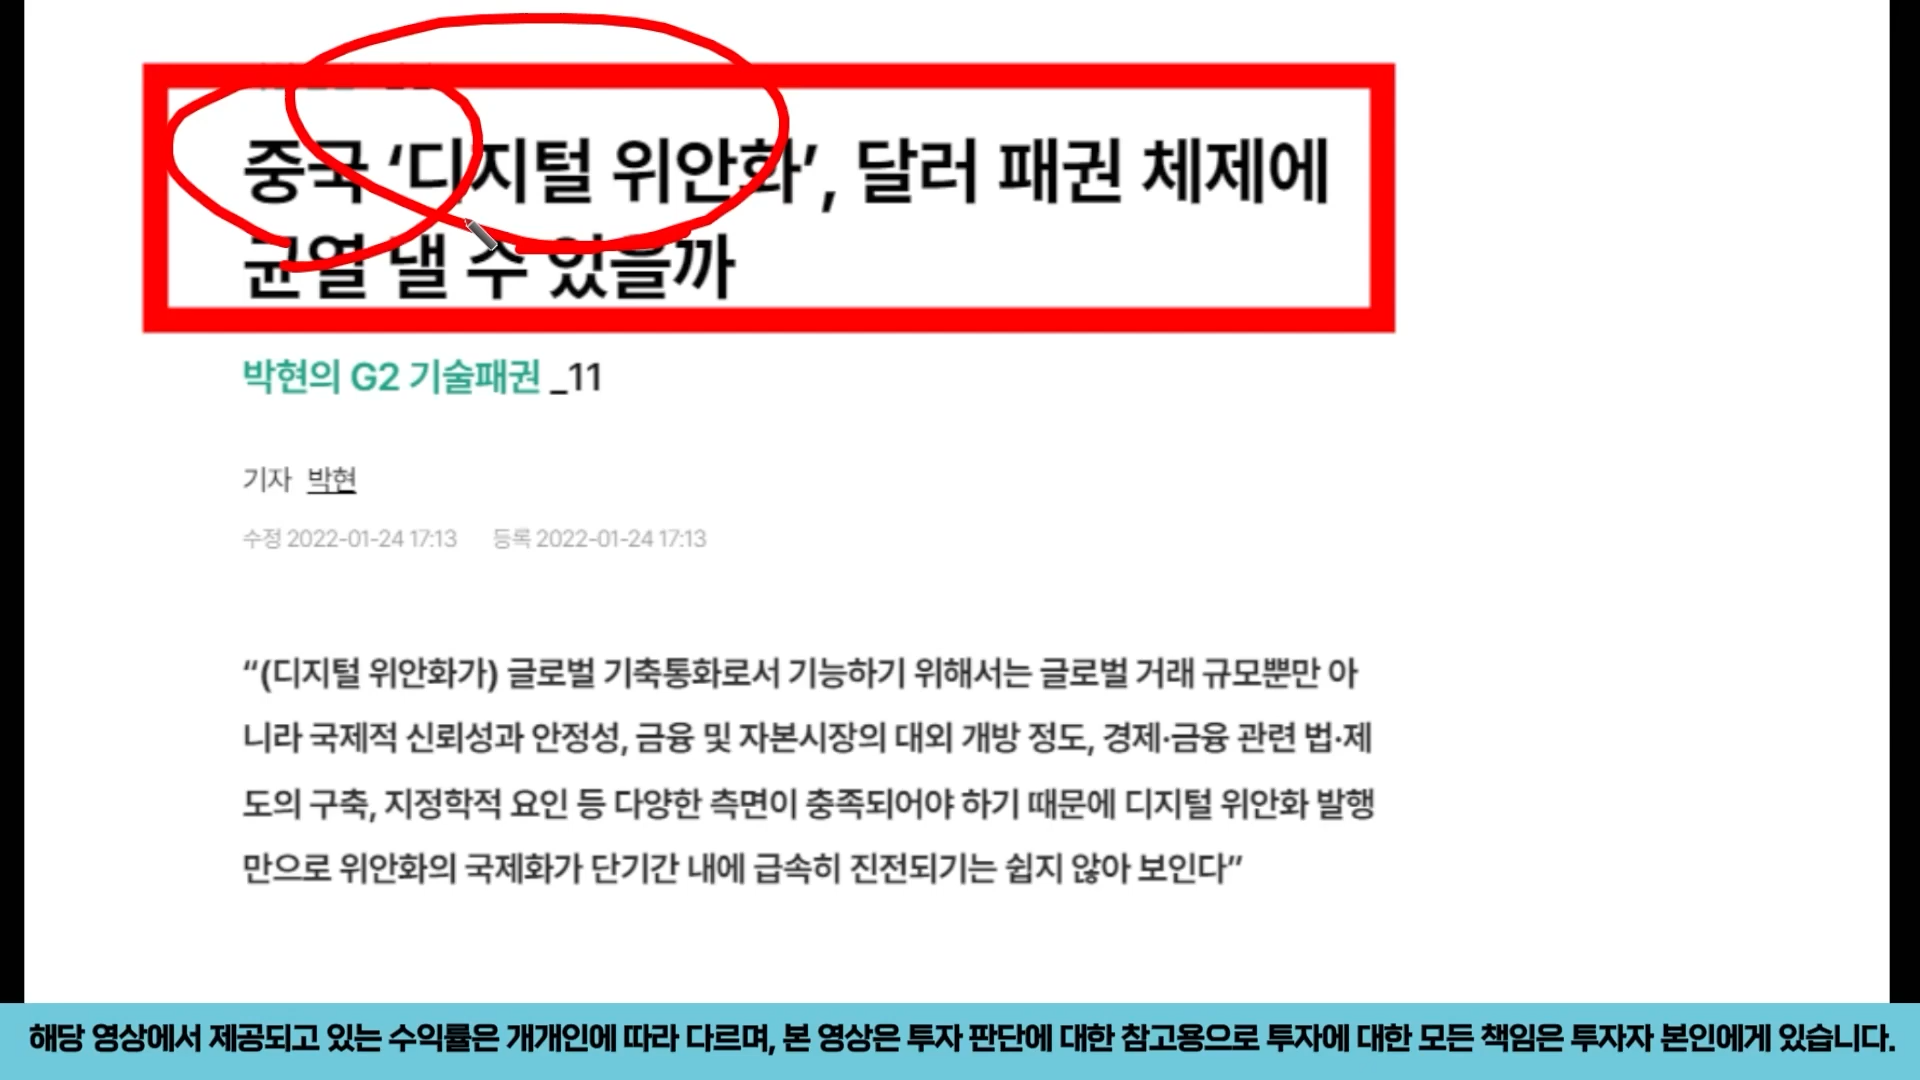 중국 ‘디지털 위안화’, 달러 패권 체제에
균열 낼 수 있을까
박현의 G2 기술패권 _11
기자 박현
수정 2022-01-24 17:13 등록 2022-01-24 17:13
“(디지털 위안화가) 글로벌 기축통화로서 기능하기 위해서는 글로벌 거래 규모뿐만 아
니라 국제적 신뢰성과 안정성, 금융 및 자본시장의 대외 개방 정도, 경제·금융 관련 법·제
도의 구축, 지정학적 요인 등 다양한 측면이 충족되어야 하기 때문에 디지털 위안화 발행
만으로 위안화의 국제화가 단기간 내에 급속히 진전되기는 쉽지 않아 보인다”
해당 영상에서 제공되고 있는 수익률은 개개인에 따라 다르며, 본 영상은 투자 판단에 대한 참고용으로 투자에 대한 모든 책임은 투자자 본인에게 있습니다.